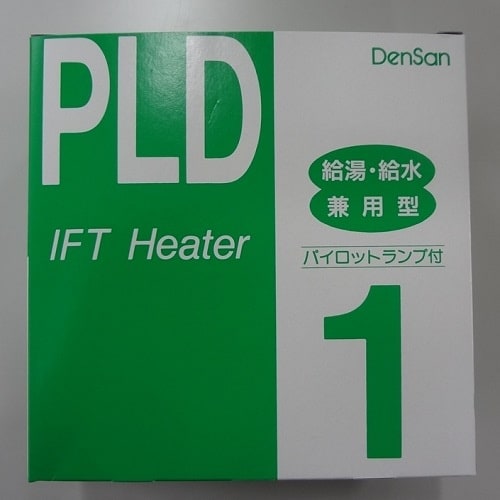 PLD
IFT Heater
DenSan
給湯・給水
兼用型
パイロットランプ付
1